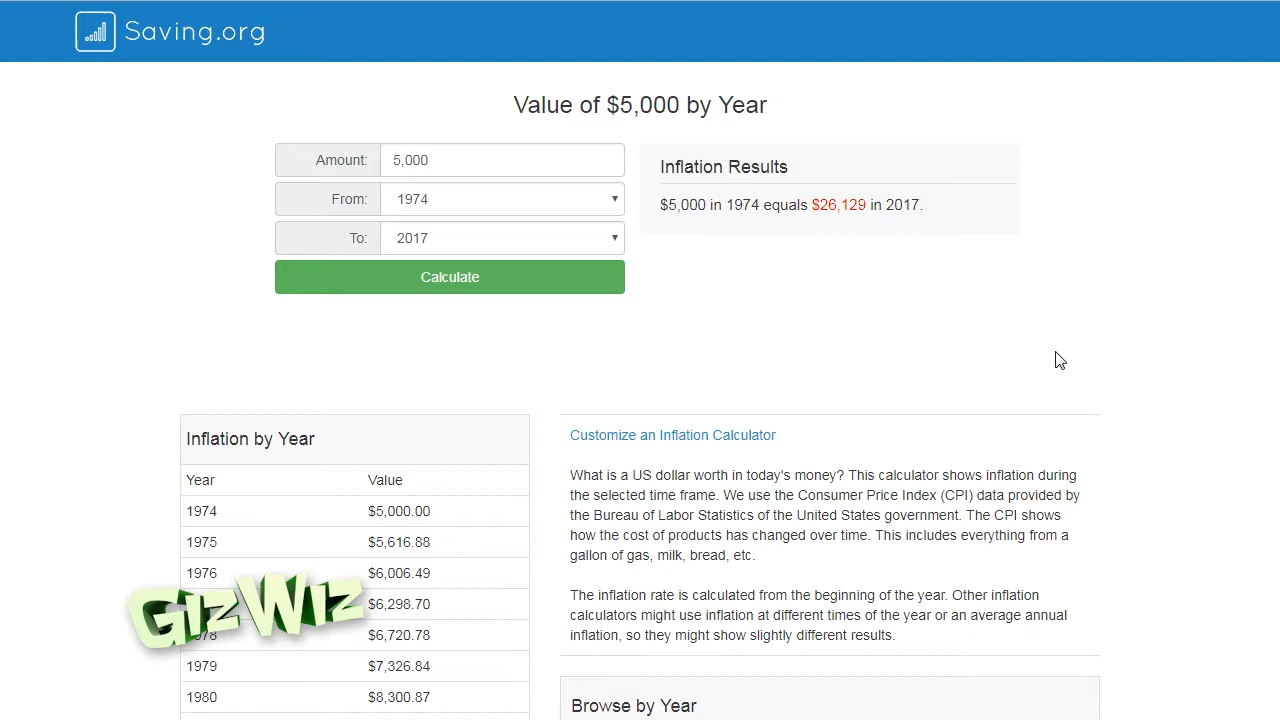 Saving.org
Value of $5,000 by Year
Amount: 5,000
From: 1974
To: 2017
Calculate
Inflation Results
$5,000 in 1974 equals $26,129 in 2017.
Inflation by Year
Year Value
1974 $5,000.00
1975 $5,616.88
1976 $6,006.49
$6,298.70
$6,720.78
1979 $7,326.84
1980 $8,300.87
GizWiz
Customize an Inflation Calculator
What is a US dollar worth in today's money? This calculator shows inflation during
the selected time frame. We use the Consumer Price Index (CPI) data provided by
the Bureau of Labor Statistics of the United States government. The CPI shows
how the cost of products has changed over time. This includes everything from a
gallon of gas, milk, bread, etc.
The inflation rate is calculated from the beginning of the year. Other inflation
calculators might use inflation at different times of the year or an average annual
inflation, so they might show slightly different results.
Browse by Year